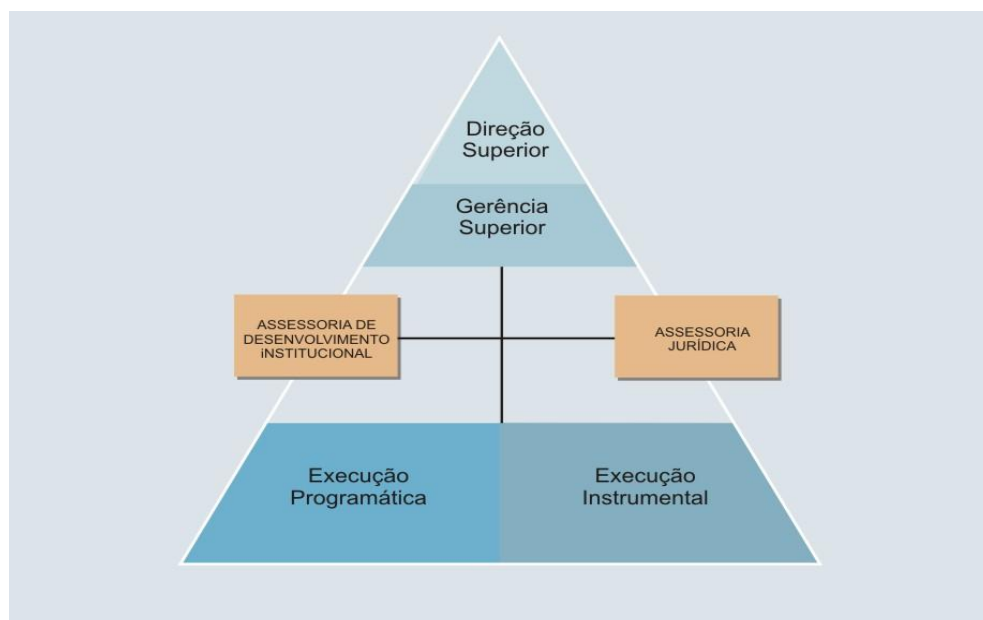 Direção
Superior
Gerência
Superior
ASSESSORIA DE
DESENVOLVIMENTO
iNSTITUCIONAL
ASSESSORIA
JURÍDICA
Execução
Programática
Execução
Instrumental